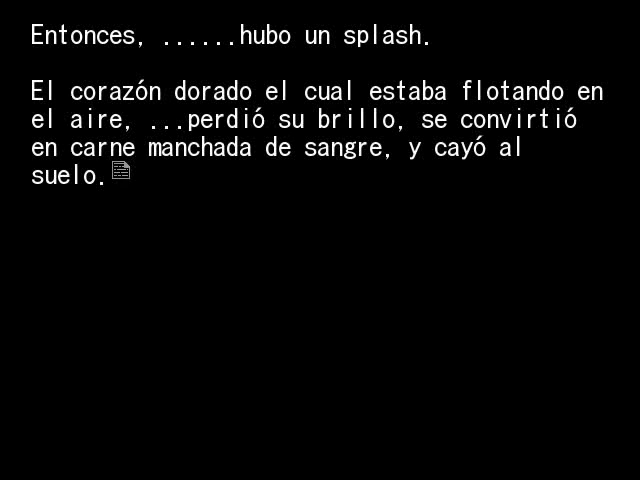 Entonces, ......hubo un splash.
El corazón dorado el cual estaba flotando en
el aire, ...perdió su brillo, se convirtió
en carne manchada de sangre, y cayó al
suelo.